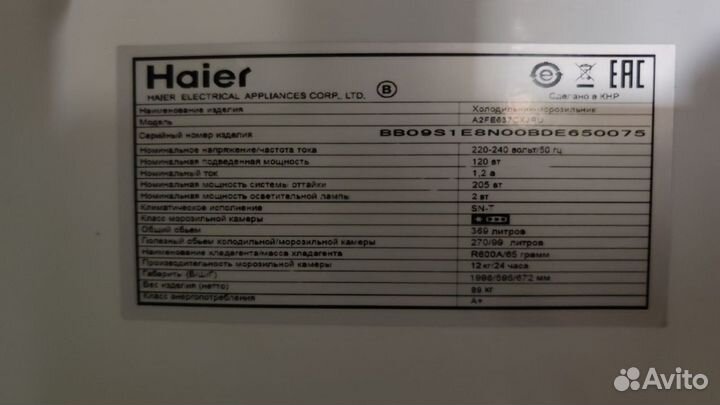 Haier
HAIER ELECTRICAL APPLIANCES CORP., LTD. B
EAC
Сделано в КНР
Наименование изделия Холодильник-морозильник
Модель A2FE637CXJRU
Серийный номер изделия BB09S1E8N00BDE650075
Номинальное напряжение/частота тока 220-240 вольт/50 гц
Номинальная подведенная мощность 120 вт
Номинальный ток 1,2 а
Номинальная мощность системы оттайки 205 вт
Номинальная мощность осветительной лампы 2 вт
Климатическое исполнение SN-T
Класс морозильной камеры
Общий объем 369 литров
Полезный объем холодильной/морозильной камеры 270/99 литров
Наименование хладагента/масса хладагента R600A/65 грамм
Производительность морозильной камеры 12 кг/24 часа
Габариты (В/Ш/Г) 1998/595/672 мм
Вес изделия (нетто) 89 кг
Класс энергопотребления A+
Avito